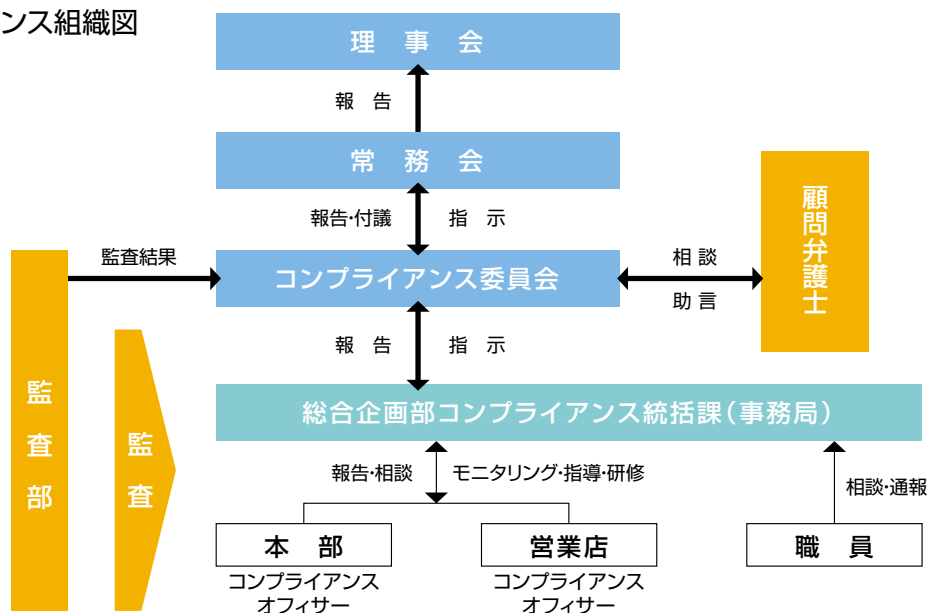 ンス組織図
理 事 会
報 告
常 務 会
報告・付議 指 示
監査結果
コンプライアンス委員会
相 談
助 言
顧問弁護士
報 告 指 示
監査部
監査
総合企画部コンプライアンス統括課（事務局）
報告・相談 モニタリング・指導・研修
相談・通報
本 部
コンプライアンス
オフィサー
営業店
コンプライアンス
オフィサー
職 員